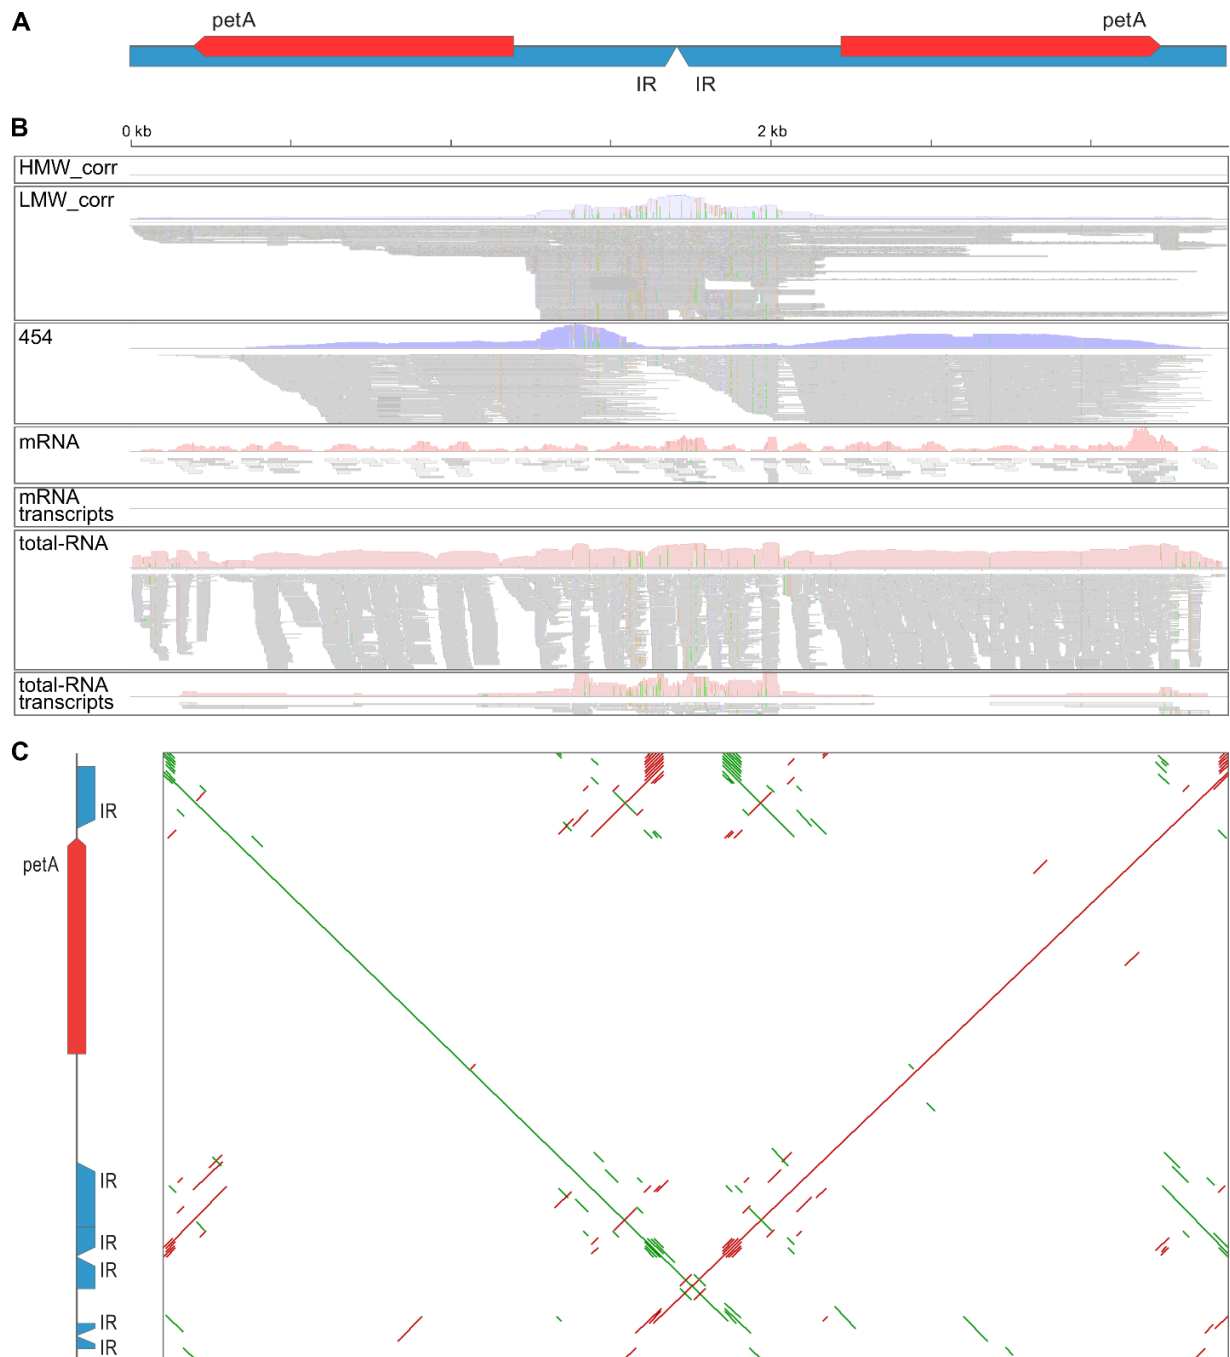 A
petA
petA
IR
IR
B
0 kb
2 kb
HMW_corr
LMW_corr
454
mRNA
mRNA
transcripts
total-RNA
total-RNA
transcripts
C
IR
petA
IR
IR
IR
IR
IR